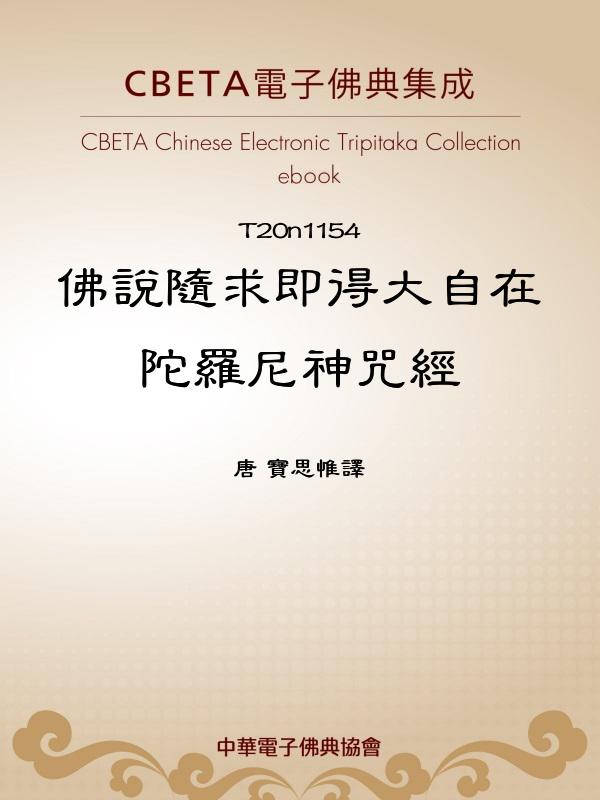 CBETA電子佛典集成
CBETA Chinese Electronic Tripitaka Collection
ebook
T20n1154
佛說隨求即得大自在
陀羅尼神咒經
唐 寶思惟譯
中華電子佛典協會